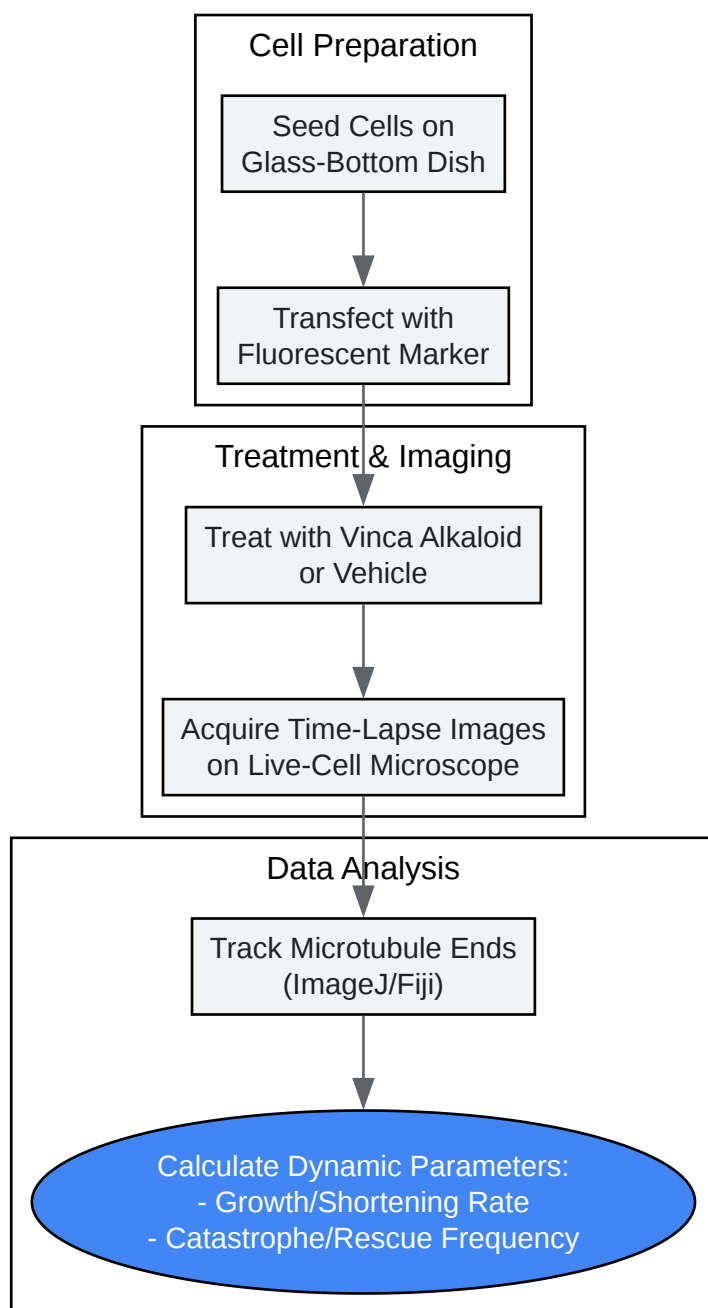 Cell Preparation
Seed Cells on
Glass-Bottom Dish
Transfect with
Fluorescent Marker
Treatment & Imaging
Treat with Vinca Alkaloid
or Vehicle
Acquire Time-Lapse Images
on Live-Cell Microscope
Data Analysis
Track Microtubule Ends
(ImageJ/Fiji)
Calculate Dynamic Parameters:
- Growth/Shortening Rate
- Catastrophe/Rescue Frequency